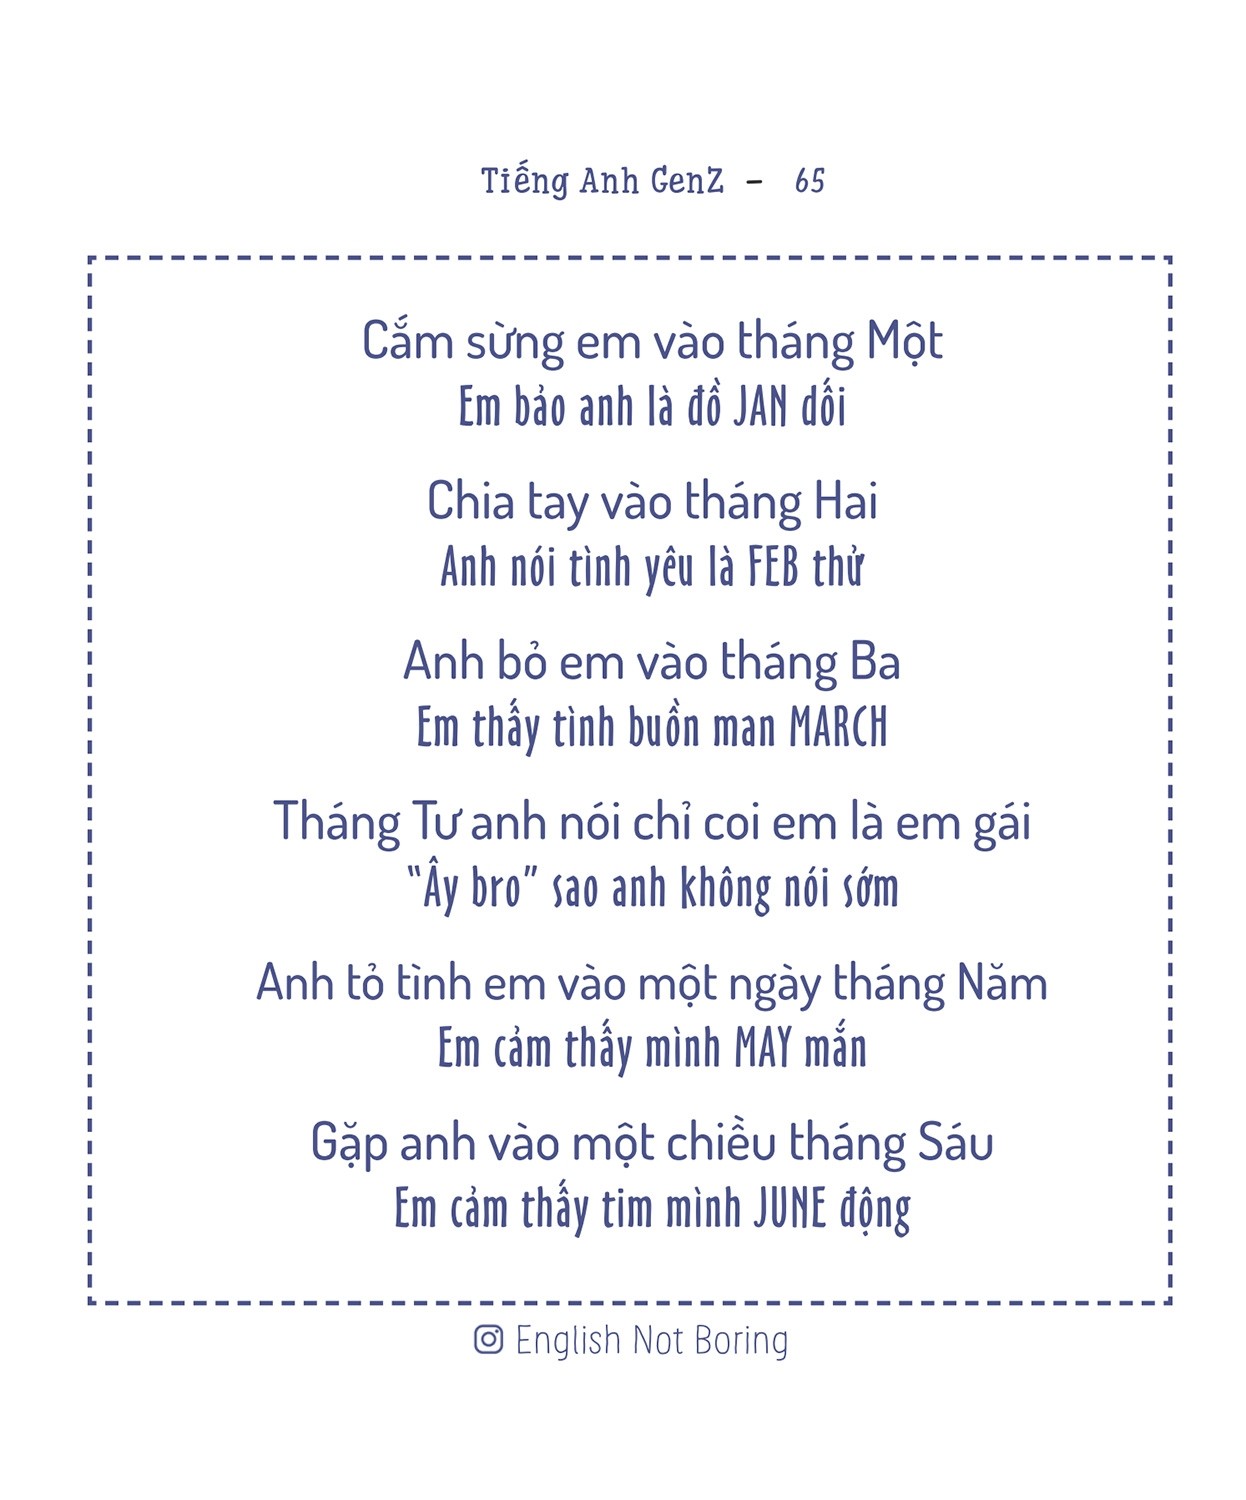 Tiếng Anh GenZ – 65
Cắm sừng em vào tháng Một
Em bảo anh là đồ JAN dối
Chia tay vào tháng Hai
Anh nói tình yêu là FEB thử
Anh bỏ em vào tháng Ba
Em thấy tình buồn man MARCH
Tháng Tư anh nói chỉ coi em là em gái
“Ây bro” sao anh không nói sớm
Anh tỏ tình em vào một ngày tháng Năm
Em cảm thấy mình MAY mắn
Gặp anh vào một chiều tháng Sáu
Em cảm thấy tim mình JUNE động
English Not Boring